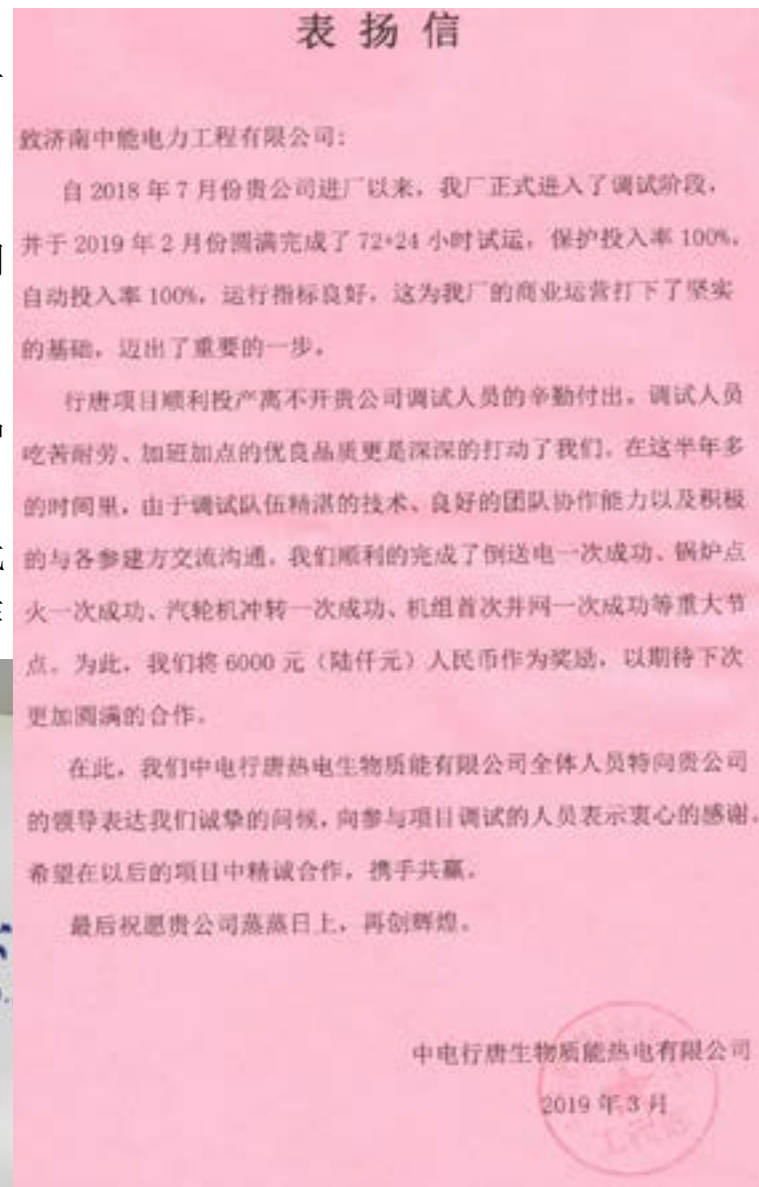 表扬信
致济南中能电力工程有限公司:
自 2018 年 7 月份贵公司进厂以来，我厂正式进入了调试阶段，
并于 2019 年 2 月份圆满完成了 72+24 小时试运，保护投入率 100%，
自动投入率 100%，运行指标良好，这为我厂的商业运营打下了坚实
的基础，迈出了重要的一步。
行唐项目顺利投产离不开贵公司调试人员的辛勤付出，调试人员
吃苦耐劳、加班加点的优良品质更是深深的打动了我们。在这半年多
的时间里，由于调试队伍精湛的技术、良好的团队协作能力以及积极
的与各参建方交流沟通，我们顺利的完成了倒送电一次成功、锅炉点
火一次成功、汽轮机冲转一次成功、机组首次并网一次成功等重大节
点。为此，我们将 6000 元（陆仟元）人民币作为奖励，以期待下次
更加圆满的合作。
在此，我们中电行唐热电生物质能有限公司全体人员特向贵公司
的领导表达我们诚挚的问候，向参与项目调试的人员表示衷心的感谢。
希望在以后的项目中精诚合作，携手共赢。
最后祝愿贵公司蒸蒸日上，再创辉煌。
中电行唐生物质能热电有限公司
2019 年 3 月